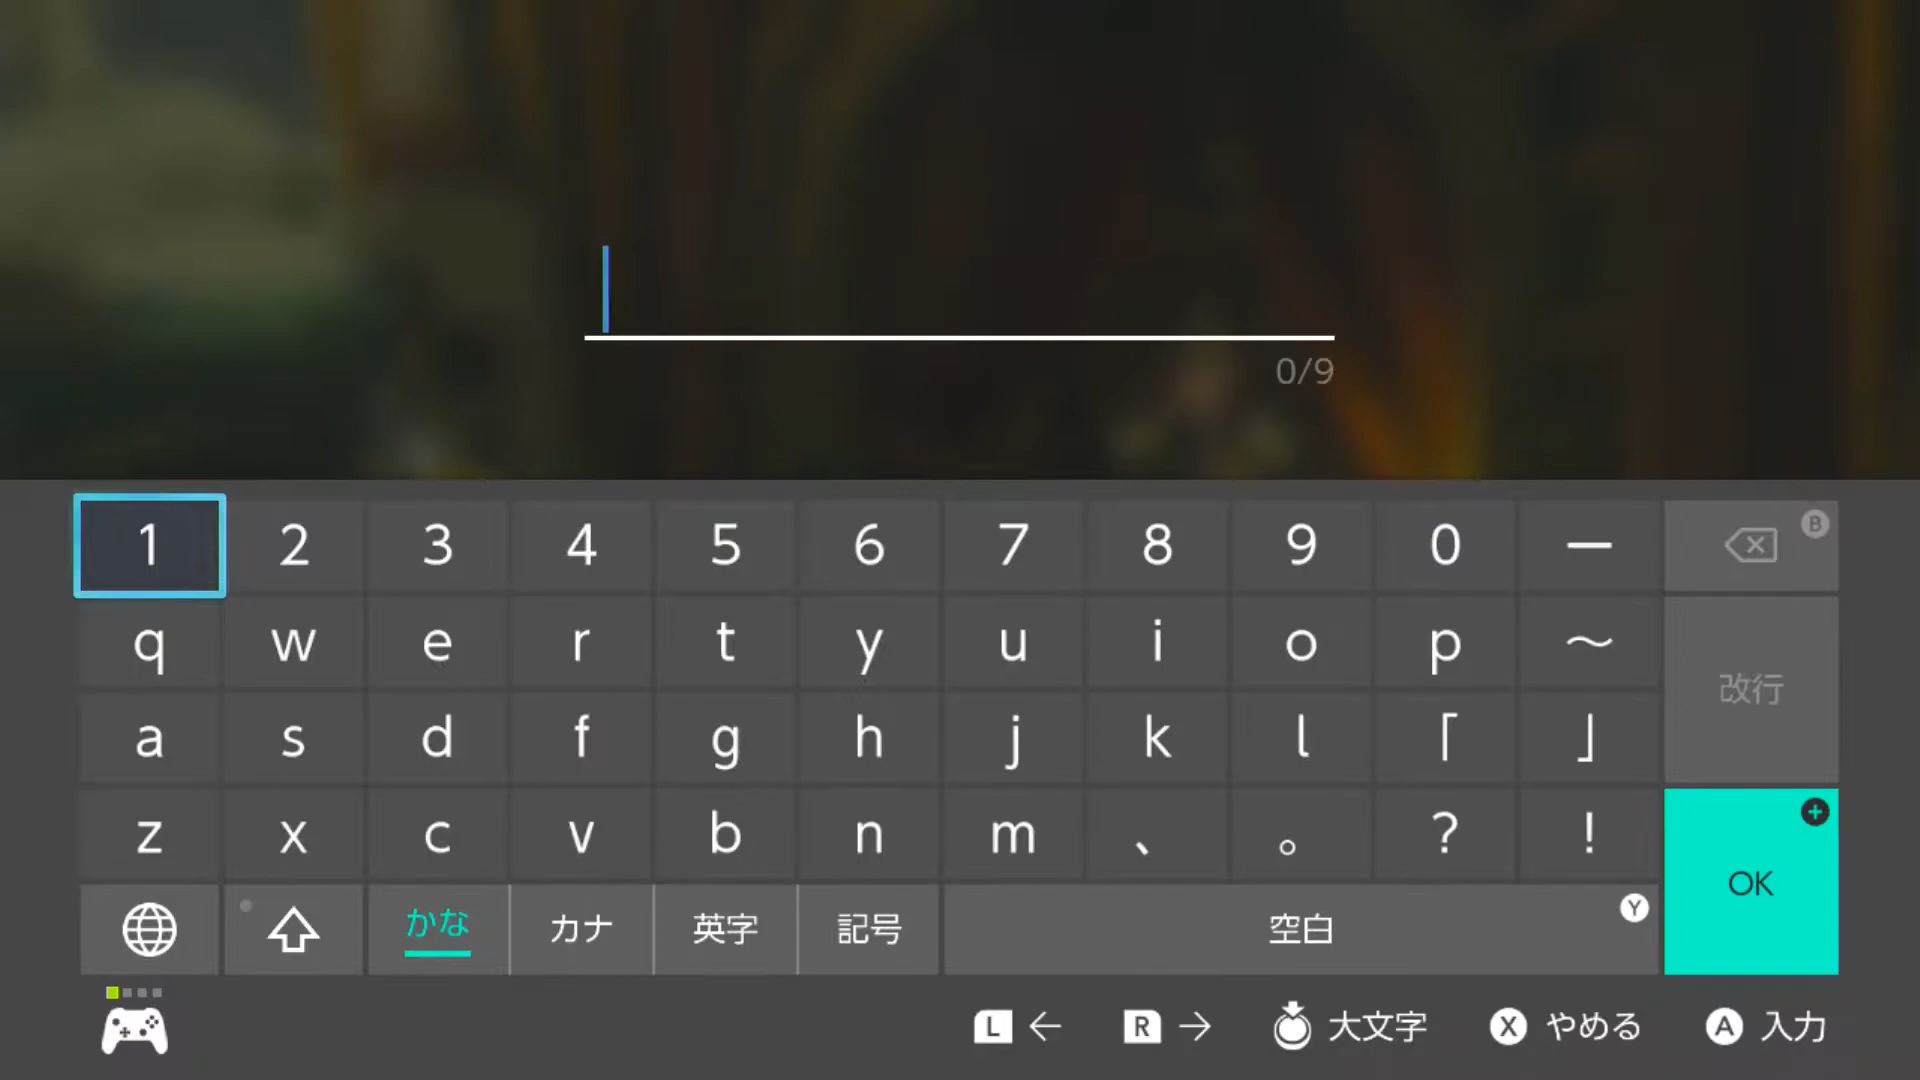 0/9
1 2 3 4 5 6 7 8 9 0 ー B
q w e r t y u i o p ～ 改行
a s d f g h j k l 「 」
z x c v b n m 、 。 ? ! + OK
かな カナ 英字 記号 空白 Y
L ← R → 大文字 X やめる A 入力